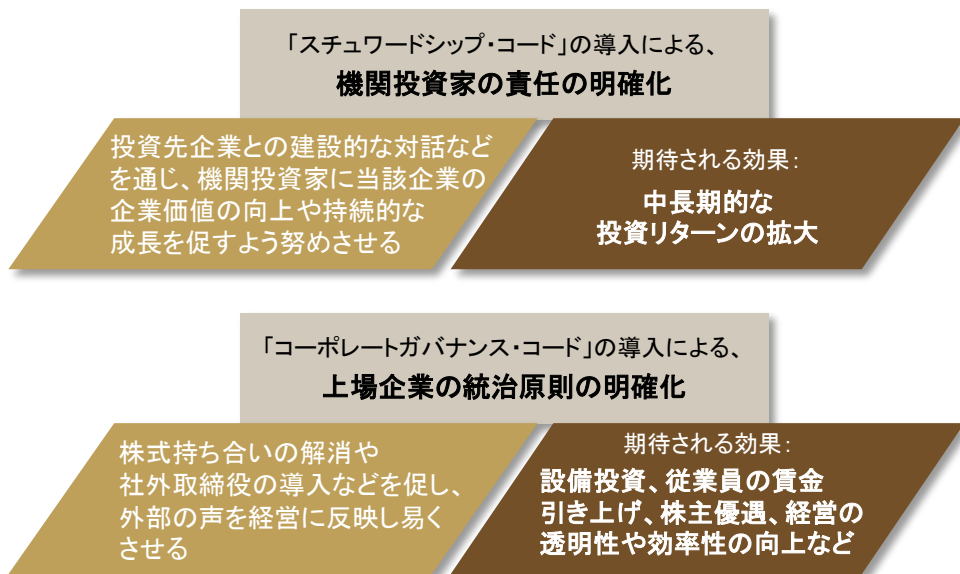 「スチュワードシップ・コード」の導入による、
機関投資家の責任の明確化
投資先企業との建設的な対話など
を通じ、機関投資家に当該企業の
企業価値の向上や持続的な
成長を促すよう努めさせる
期待される効果：
中長期的な
投資リターンの拡大
「コーポレートガバナンス・コード」の導入による、
上場企業の統治原則の明確化
株式持ち合いの解消や
社外取締役の導入などを促し、
外部の声を経営に反映し易く
させる
期待される効果：
設備投資、従業員の賃金
引き上げ、株主優遇、経営の
透明性や効率性の向上など